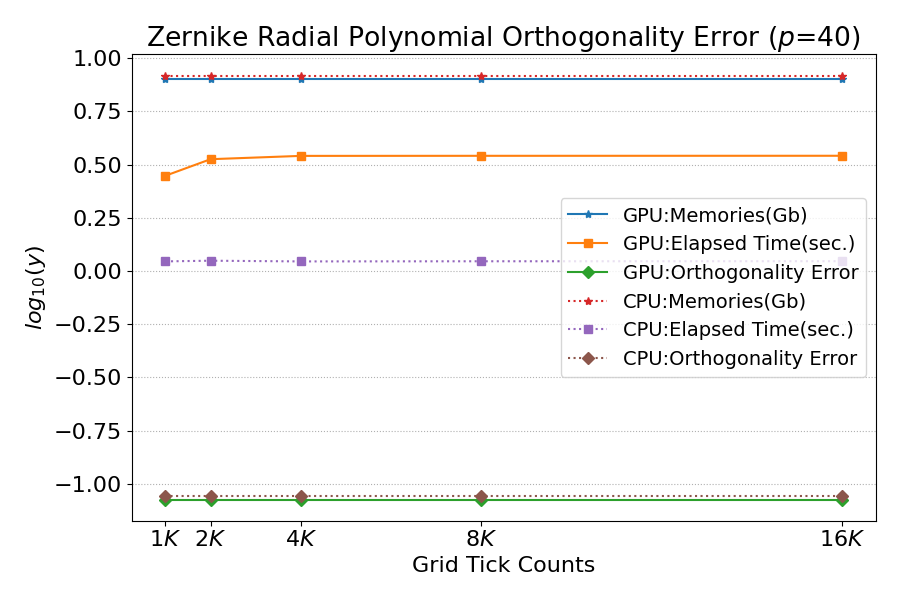 Zernike Radial Polynomial Orthogonality Error (p=40)
1.00
0.75
0.50
0.25
0.00
−0.25
−0.50
−0.75
−1.00
log10(y)
GPU:Memories(Gb)
GPU:Elapsed Time(sec.)
GPU:Orthogonality Error
CPU:Memories(Gb)
CPU:Elapsed Time(sec.)
CPU:Orthogonality Error
1K 2K 4K 8K 16K
Grid Tick Counts